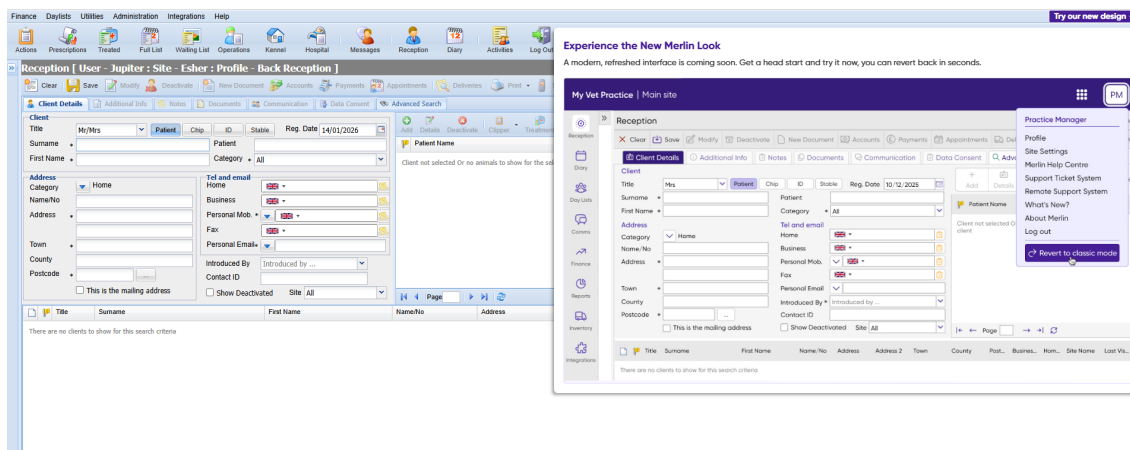 Finance Daylists Utilities Administration Integrations Help
Try our new design
Actions Prescriptions Treated Full List Waiting List Operations Kennel Hospital Messages Reception Diary Activities Log Out
Reception [ User - Jupiter : Site - Esher : Profile - Back Reception ]
Clear Save Modify Deactivate New Document Accounts Payments Appointments Deliveries Print
Client Details Additional Info Notes Documents Communication Data Consent Advanced Search
Client
Title Mr/Mrs Patient Chip ID Stable Reg. Date 14/01/2026
Surname Patient
First Name Category All
Address
Category Home
Name/No
Address
Town
County
Postcode ...
This is the mailing address
Tel and email
Home
Business
Personal Mob.
Fax
Personal Email
Introduced By Introduced by ...
Contact ID
Show Deactivated Site All
Add Details Deactivate Clipper Treatment
Patient Name
Client not selected Or no animals to show for the sel
Page
Title Surname First Name Name/No Address
There are no clients to show for this search criteria
Experience the New Merlin Look
A modern, refreshed interface is coming soon. Get a head start and try it now, you can revert back in seconds.
My Vet Practice | Main site
PM
Reception
Diary
Day Lists
Comms
Finance
Reports
Inventory
Integrations
Reception
Clear Save Modify Deactivate New Document Accounts Payments Appointments Del
Client Details Additional Info Notes Documents Communication Data Consent Adv
Client
Title Mrs Patient Chip ID Stable Reg. Date 10/12/2025
Surname Patient
First Name Category All
Address
Category Home
Name/No
Address
Town
County
Postcode ...
This is the mailing address
Tel and email
Home
Business
Personal Mob.
Fax
Personal Email
Introduced By * Introduced by ...
Contact ID
Show Deactivated Site All
Add Details
Patient Name
Client not selected O
client
Page
Practice Manager
Profile
Site Settings
Merlin Help Centre
Support Ticket System
Remote Support System
What's New?
About Merlin
Log out
Revert to classic mode
Title Surname First Name Name/No Address Address 2 Town County Post... Busines... Hom... Site Name Last Vis...
There are no clients to show for this search criteria